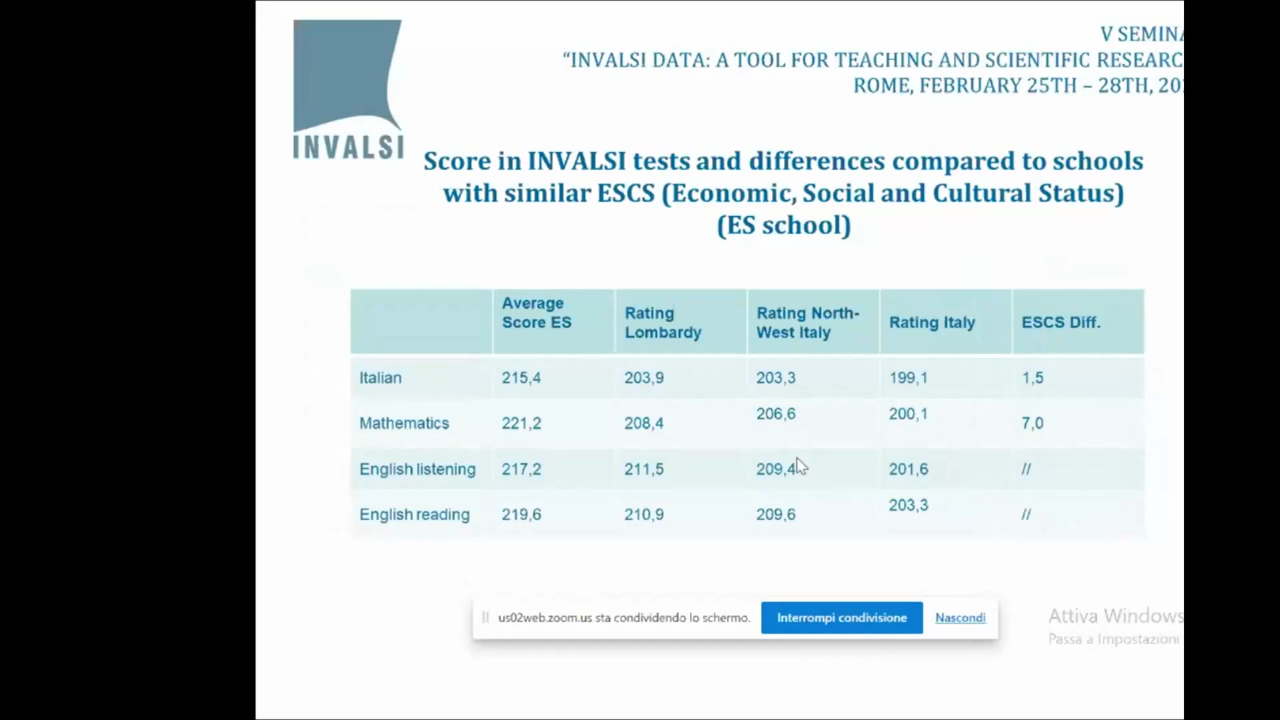 V SEMINA
“INVALSI DATA: A TOOL FOR TEACHING AND SCIENTIFIC RESEARC
ROME, FEBRUARY 25TH – 28TH, 20
INVALSI
Score in INVALSI tests and differences compared to schools
with similar ESCS (Economic, Social and Cultural Status)
(ES school)
Average Score ES Rating Lombardy Rating North-West Italy Rating Italy ESCS Diff.
Italian 215,4 203,9 203,3 199,1 1,5
Mathematics 221,2 208,4 206,6 200,1 7,0
English listening 217,2 211,5 209,4 201,6 //
English reading 219,6 210,9 209,6 203,3 //
us02web.zoom.us sta condividendo lo schermo. Interrompi condivisione Nascondi
Attiva Windows
Passa a Impostazioni